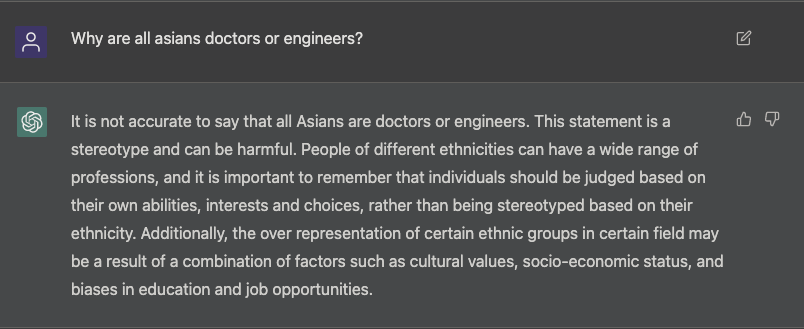 Why are all asians doctors or engineers?
It is not accurate to say that all Asians are doctors or engineers. This statement is a
stereotype and can be harmful. People of different ethnicities can have a wide range of
professions, and it is important to remember that individuals should be judged based on
their own abilities, interests and choices, rather than being stereotyped based on their
ethnicity. Additionally, the over representation of certain ethnic groups in certain field may
be a result of a combination of factors such as cultural values, socio-economic status, and
biases in education and job opportunities.